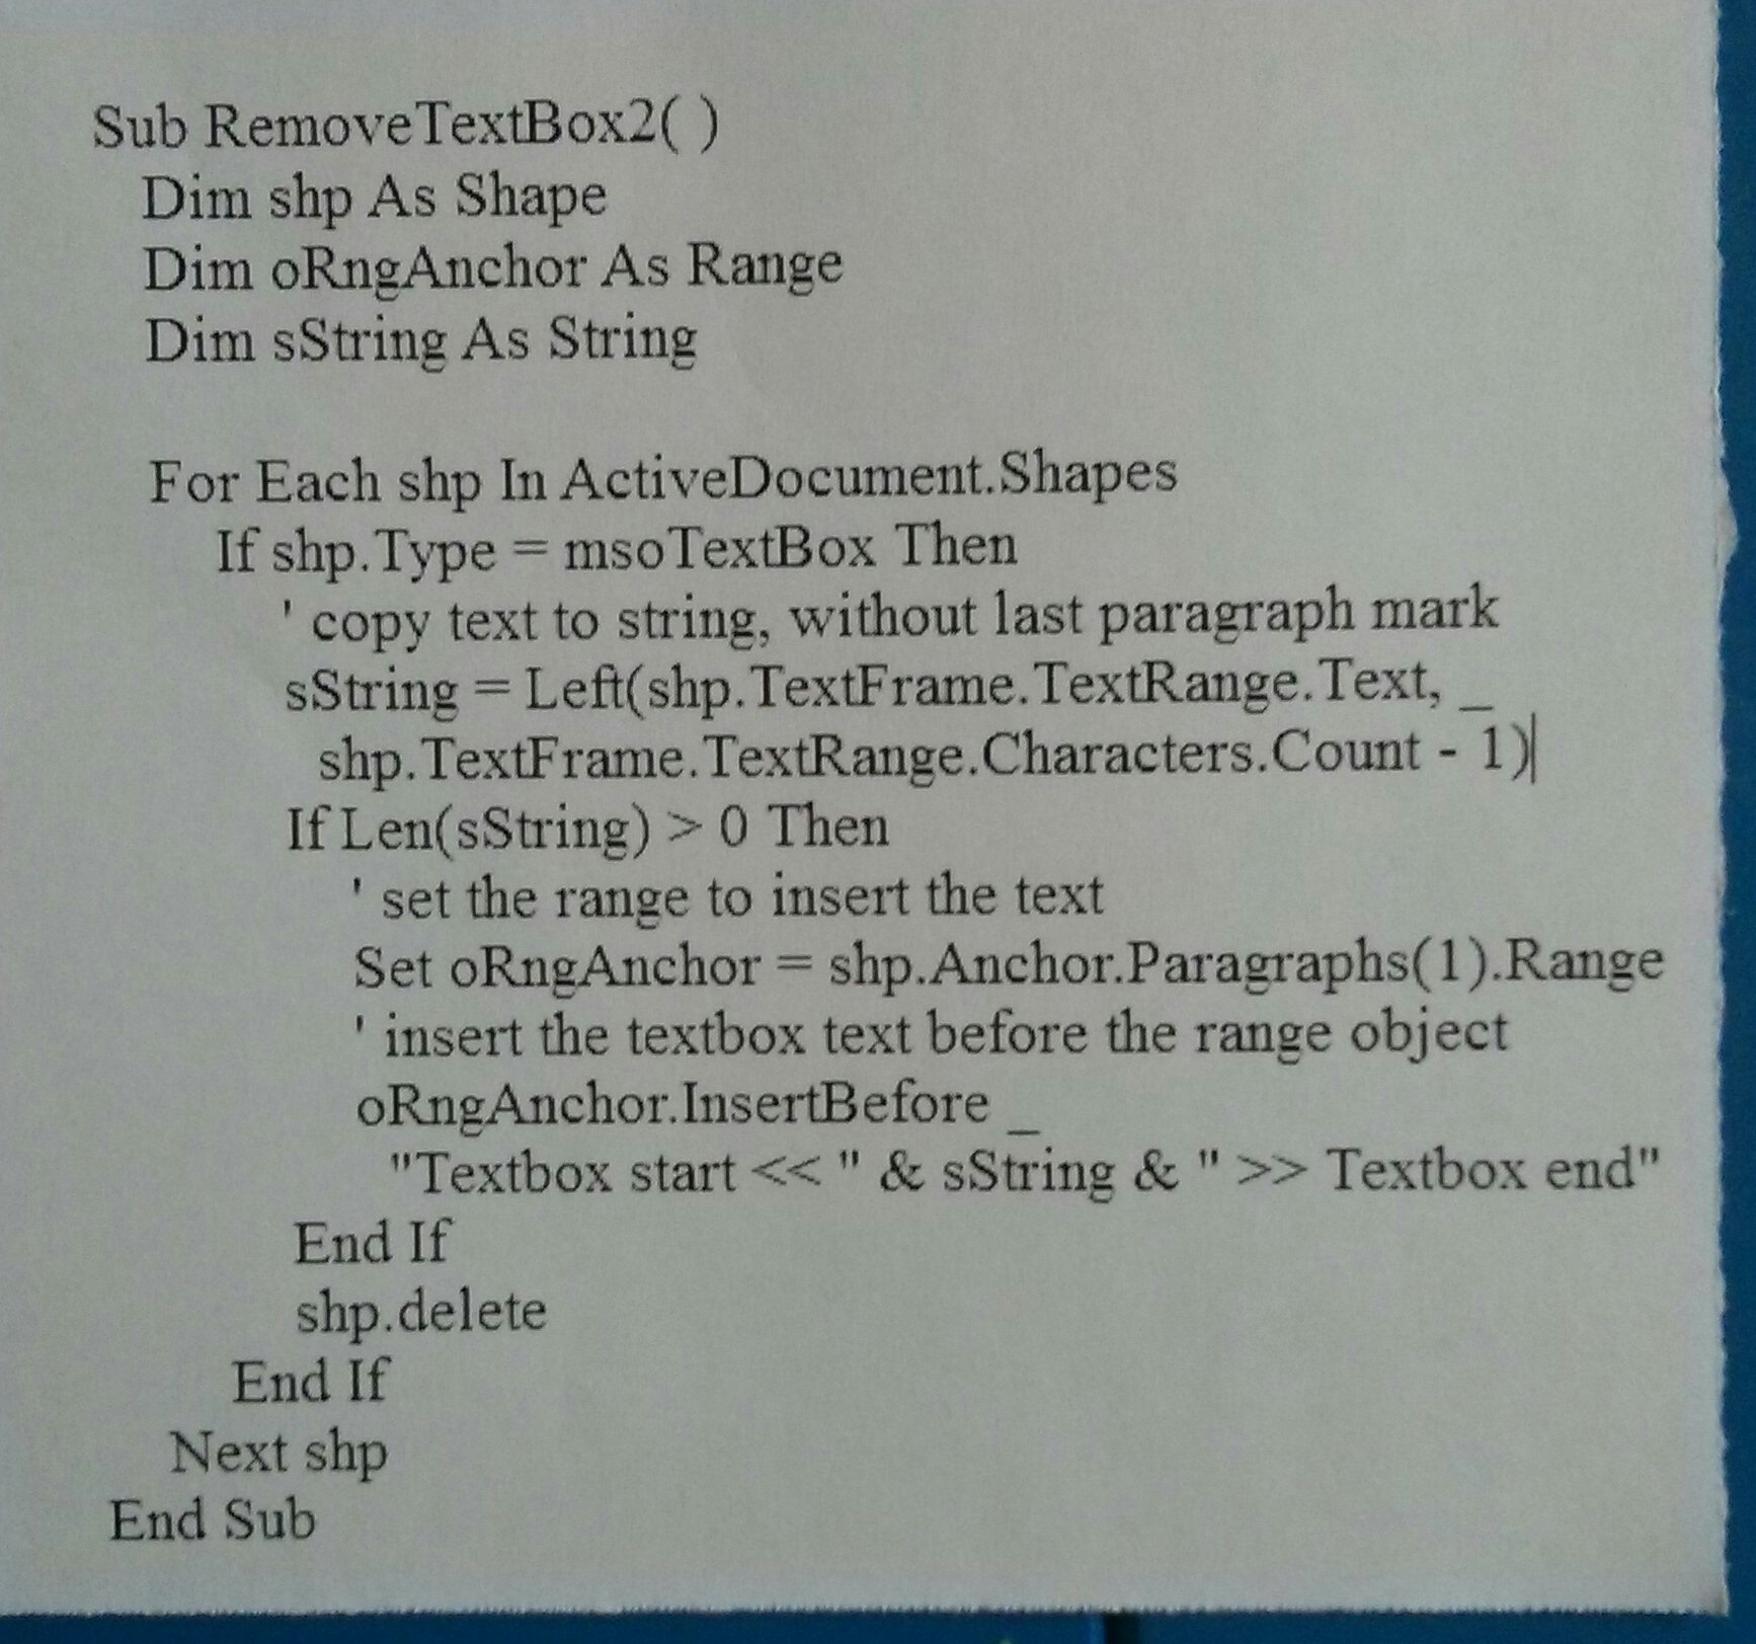 Sub RemoveTextBox2( )
Dim shp As Shape
Dim oRngAnchor As Range
Dim sString As String
For Each shp In ActiveDocument.Shapes
If shp.Type = msoTextBox Then
' copy text to string, without last paragraph mark
sString = Left(shp.TextFrame.TextRange.Text, _
shp.TextFrame.TextRange.Characters.Count - 1)
If Len(sString) > 0 Then
' set the range to insert the text
Set oRngAnchor = shp.Anchor.Paragraphs(1).Range
' insert the textbox text before the range object
oRngAnchor.InsertBefore _
"Textbox start << " & sString & " >> Textbox end"
End If
shp.delete
End If
Next shp
End Sub